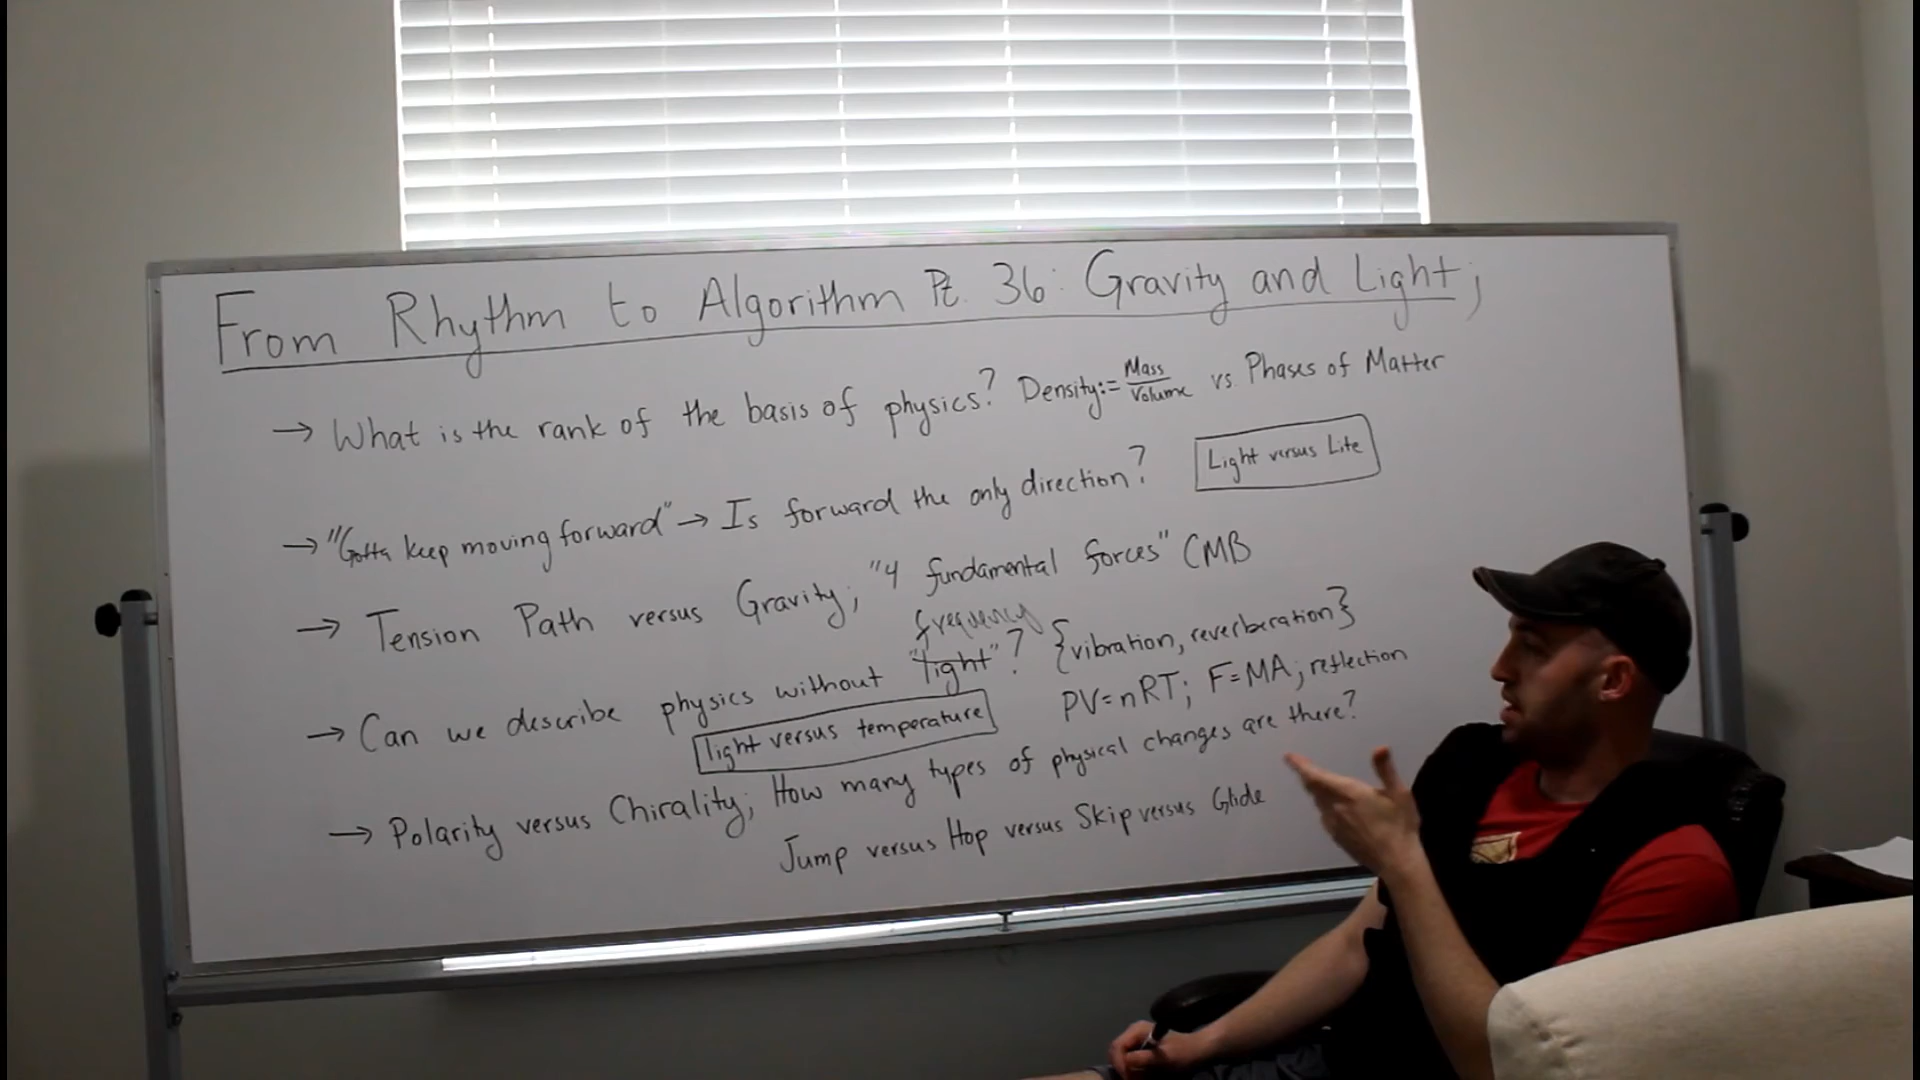 From Rhythm to Algorithm Pt. 36: Gravity and Light;
→ What is the rank of the basis of physics? Density:= Mass/Volume vs Phases of Matter
→ "Gotta keep moving forward" → Is forward the only direction?
Light versus Lite
→ Tension Path versus Gravity; "4 fundamental forces" CMB
frequency
→ Can we describe physics without "light"? {vibration, reverberation}
light versus temperature
PV=nRT; F=MA; reflection
→ Polarity versus Chirality; How many types of physical changes are there?
Jump versus Hop versus Skip versus Glide